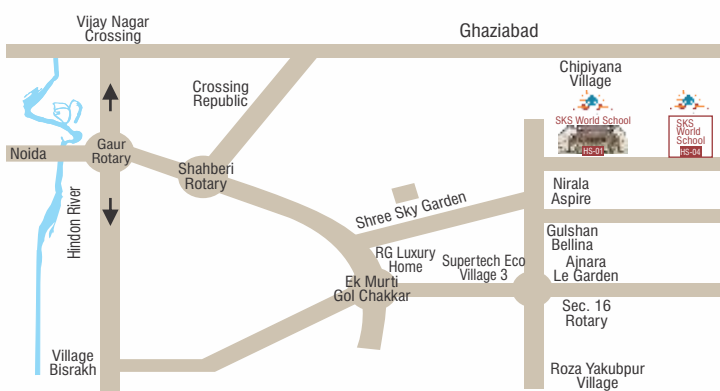 Vijay Nagar
Crossing
Ghaziabad
Chipiyana
Village
Crossing
Republic
SKS World School
HS-01
SKS
World
School
HS-04
Noida
Gaur
Rotary
Shahberi
Rotary
Nirala
Aspire
Shree Sky Garden
Hindon River
Gulshan
Bellina
RG Luxury
Home
Supertech Eco
Village 3
Ajnara
Le Garden
Ek Murti
Gol Chakkar
Sec. 16
Rotary
Village
Bisrakh
Roza Yakubpur
Village